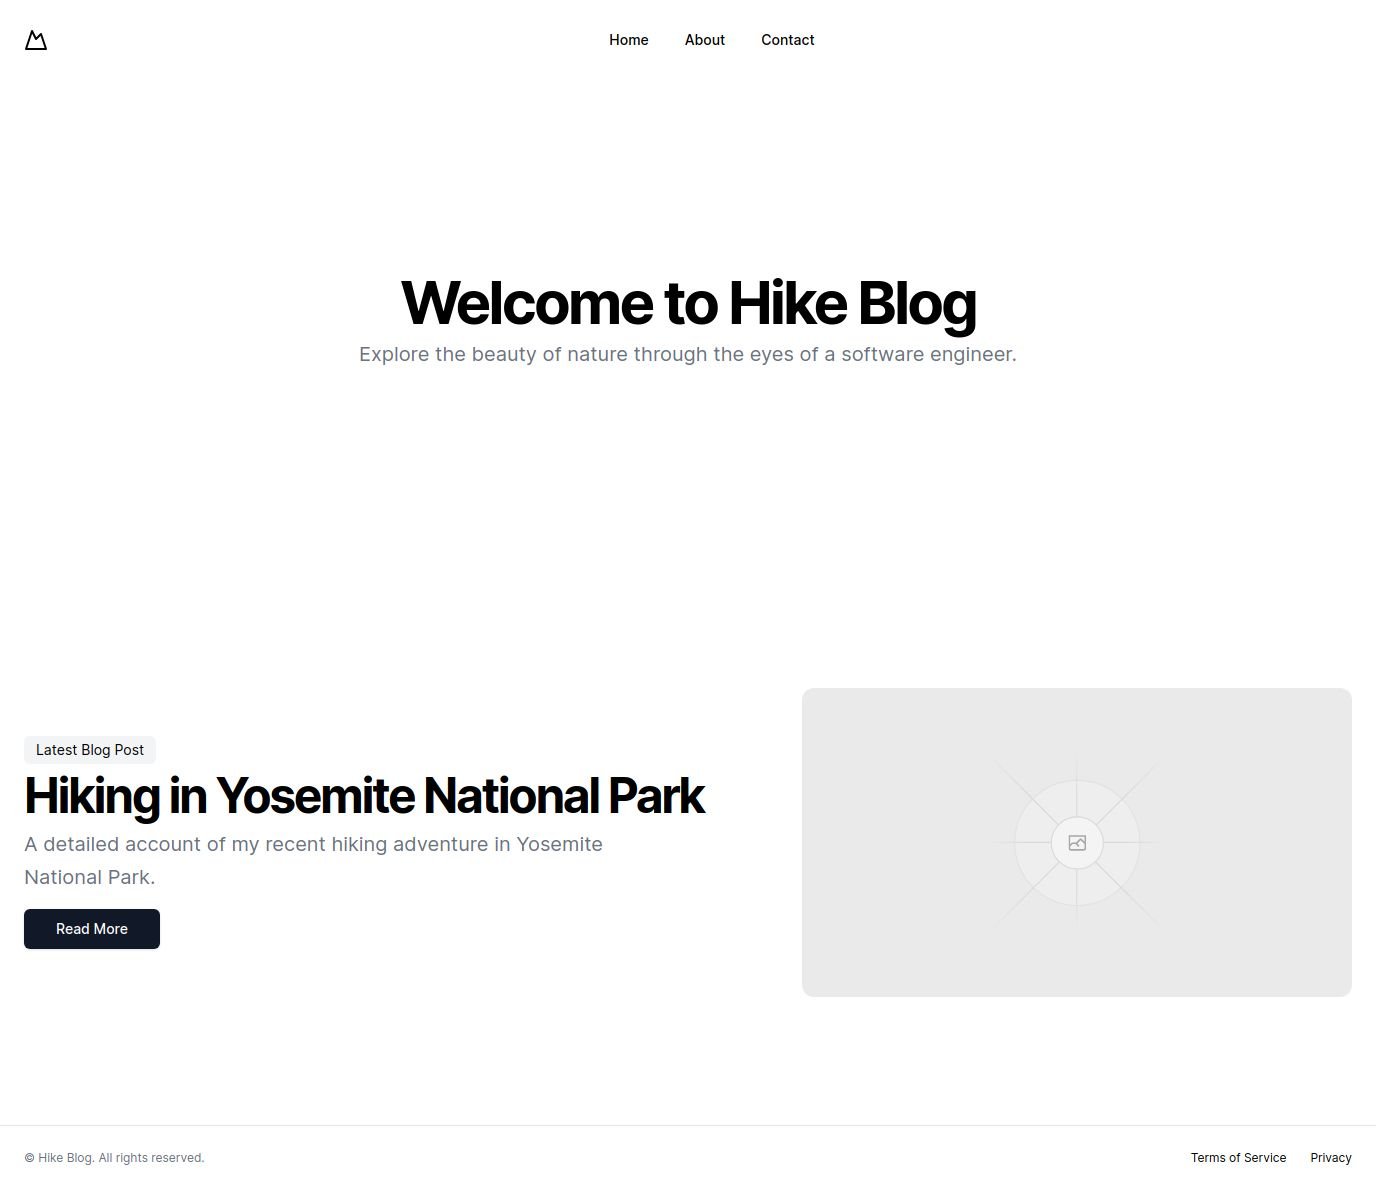 Home About Contact
Welcome to Hike Blog
Explore the beauty of nature through the eyes of a software engineer.
Latest Blog Post
Hiking in Yosemite National Park
A detailed account of my recent hiking adventure in Yosemite
National Park.
Read More
© Hike Blog. All rights reserved.
Terms of Service Privacy